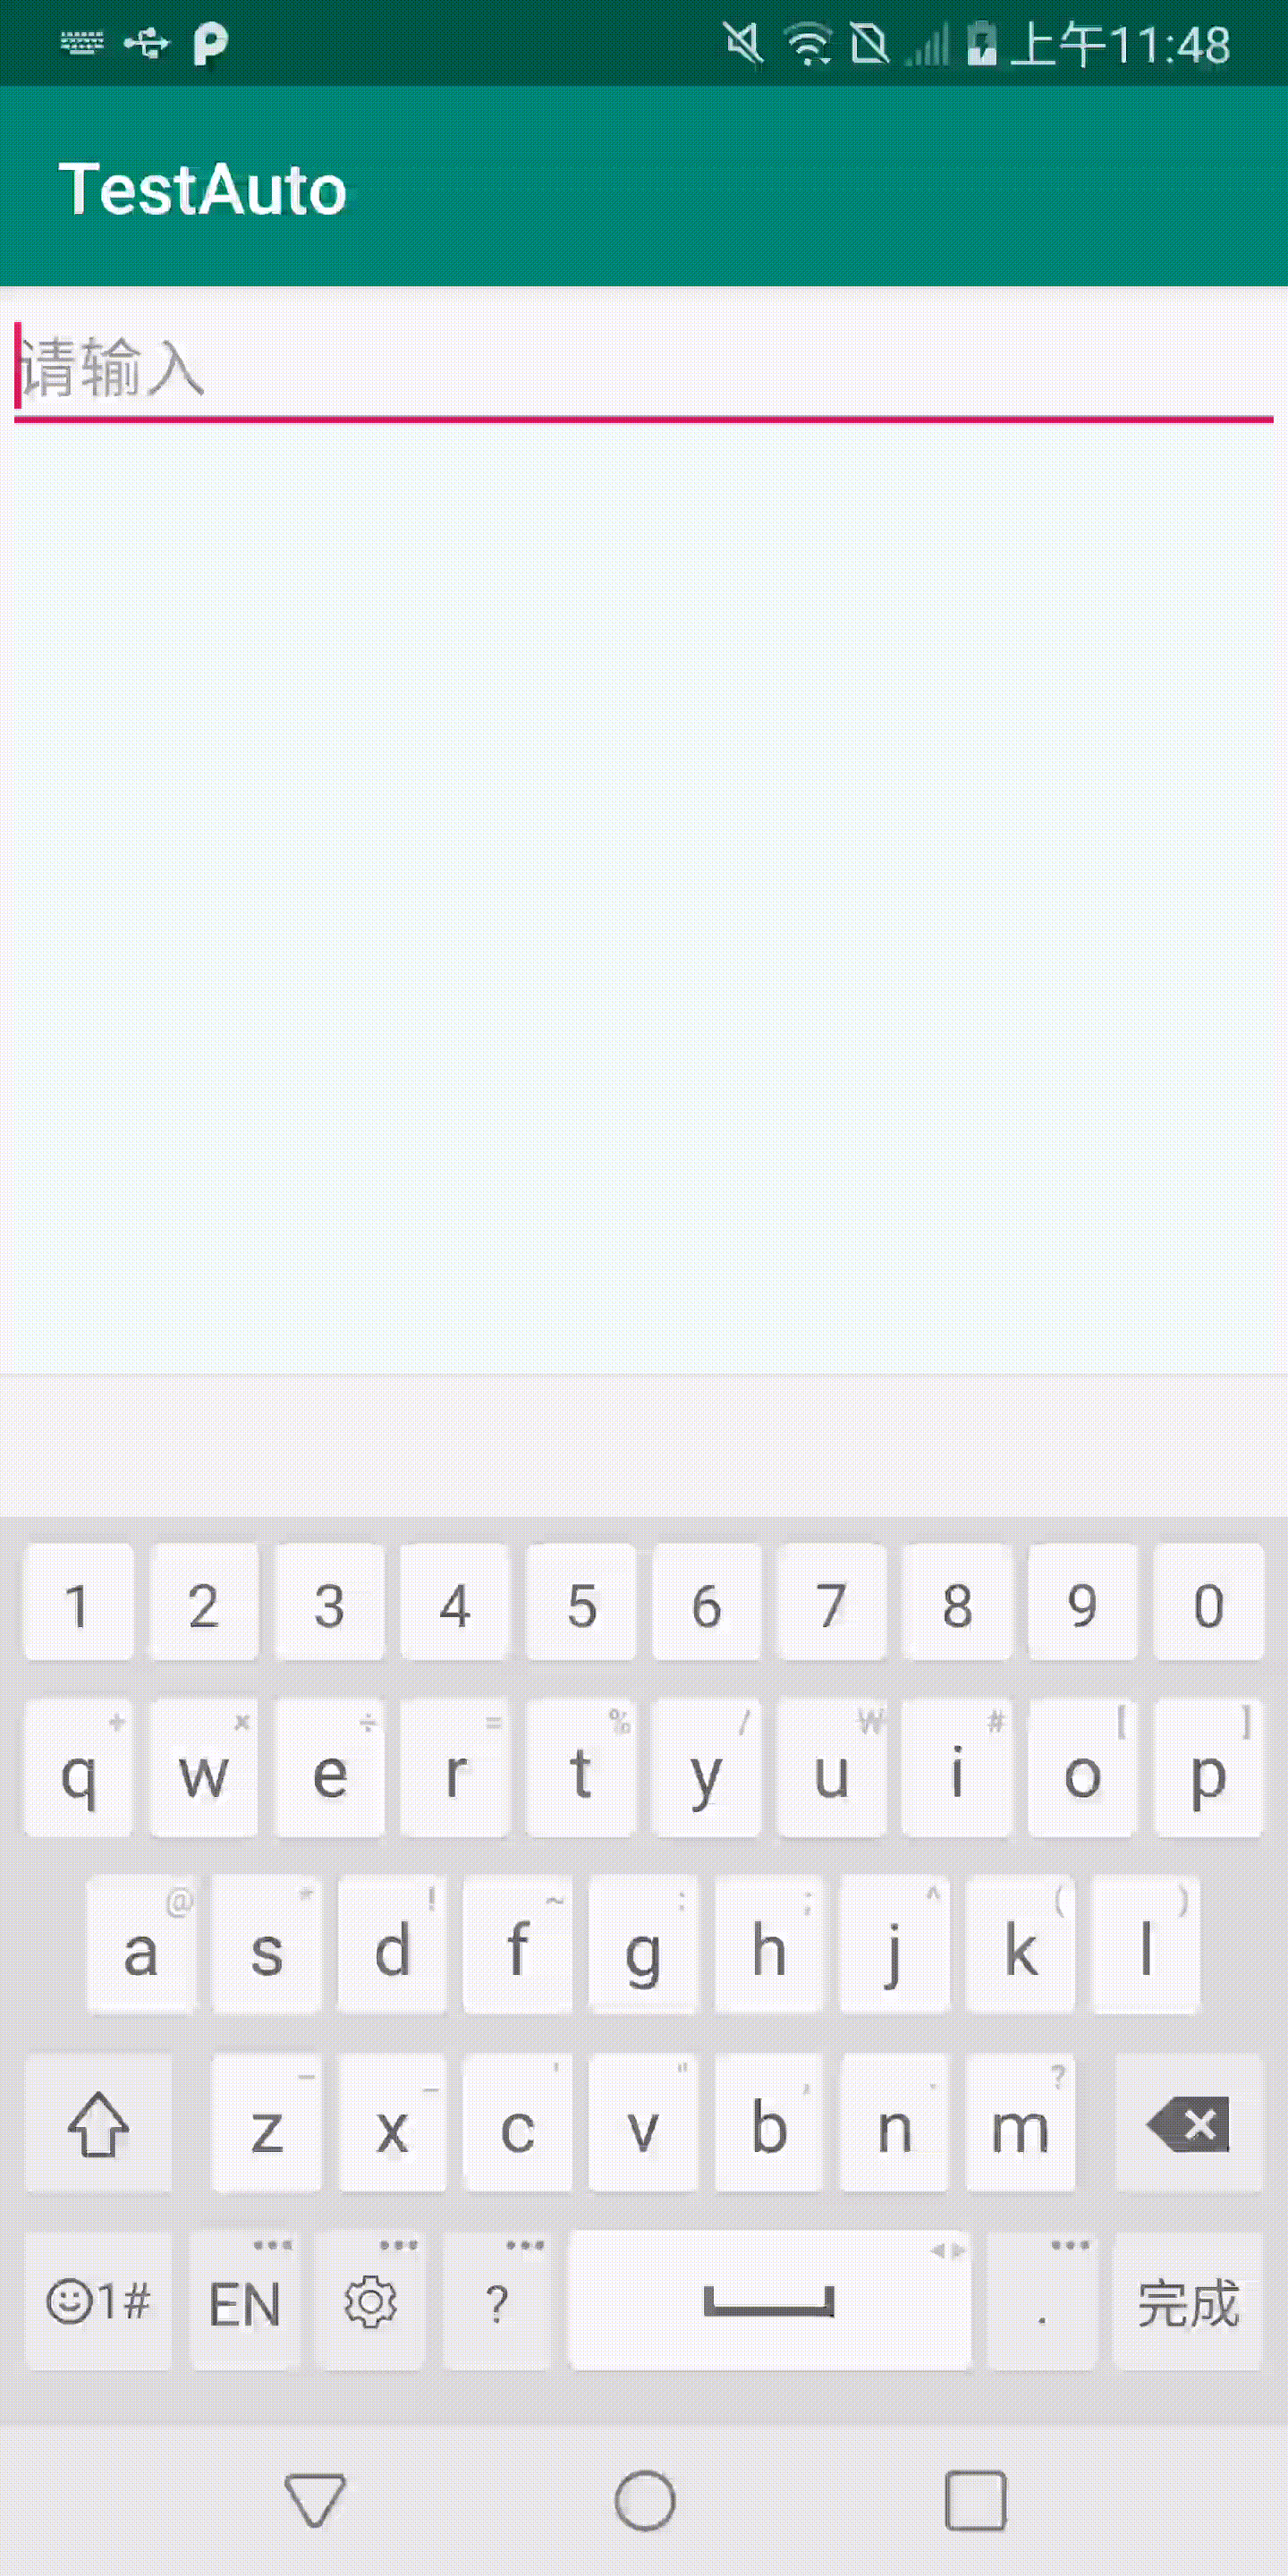 上午11:48
TestAuto
请输入
1 2 3 4 5 6 7 8 9 0
+ × ÷ = % / ₩ # [ ]
q w e r t y u i o p
@ * ! ~ : ; ^ ( )
a s d f g h j k l
- _ ' " , . ?
z x c v b n m
1# EN ? . 完成